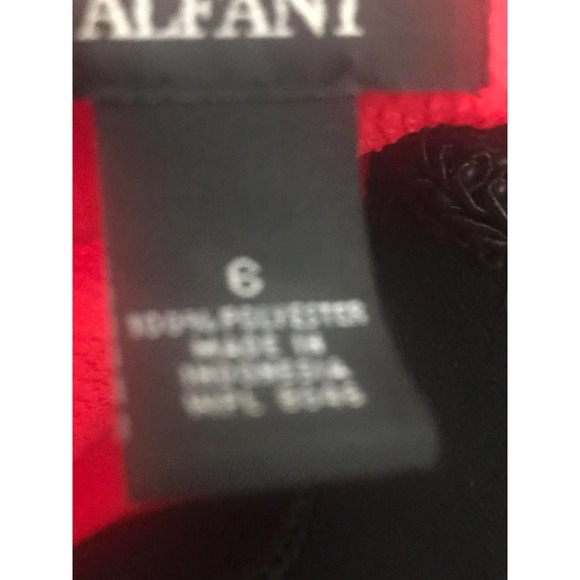 ALFANI
6
100% POLYESTER
MADE IN
INDONESIA